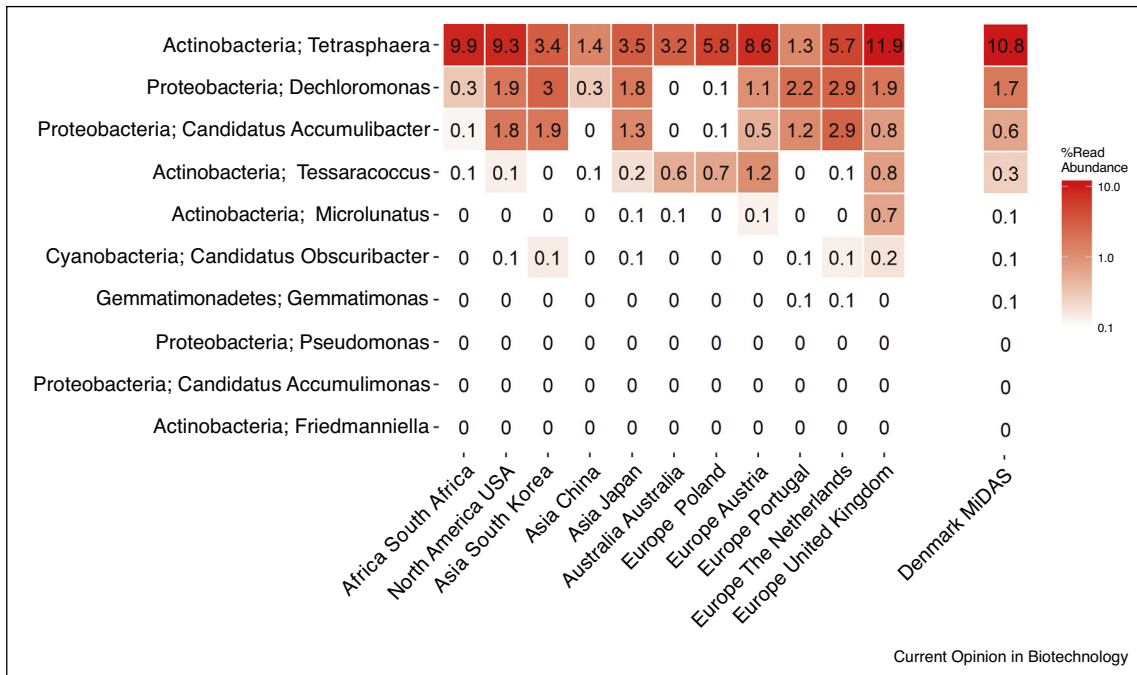 Actinobacteria; Tetrasphaera - 9.9 9.3 3.4 1.4 3.5 3.2 5.8 8.6 1.3 5.7 11.9 10.8
Proteobacteria; Dechloromonas - 0.3 1.9 3 0.3 1.8 0 0.1 1.1 2.2 2.9 1.9 1.7
Proteobacteria; Candidatus Accumulibacter - 0.1 1.8 1.9 0 1.3 0 0.1 0.5 1.2 2.9 0.8 0.6
Actinobacteria; Tessaracoccus - 0.1 0.1 0 0.1 0.2 0.6 0.7 1.2 0 0.1 0.8 0.3
Actinobacteria; Microlunatus - 0 0 0 0 0.1 0.1 0 0.1 0 0 0.7 0.1
Cyanobacteria; Candidatus Obscuribacter - 0 0.1 0.1 0 0.1 0 0 0 0.1 0.1 0.2 0.1
Gemmatimonadetes; Gemmatimonas - 0 0 0 0 0 0 0 0 0.1 0.1 0 0.1
Proteobacteria; Pseudomonas - 0 0 0 0 0 0 0 0 0 0 0 0
Proteobacteria; Candidatus Accumulimonas - 0 0 0 0 0 0 0 0 0 0 0 0
Actinobacteria; Friedmanniella - 0 0 0 0 0 0 0 0 0 0 0 0
Africa South Africa
North America USA
Asia South Korea
Asia China
Asia Japan
Australia Australia
Europe Poland
Europe Austria
Europe Portugal
Europe The Netherlands
Europe United Kingdom
Denmark MiDAS
%Read
Abundance
10.0
1.0
0.1
Current Opinion in Biotechnology